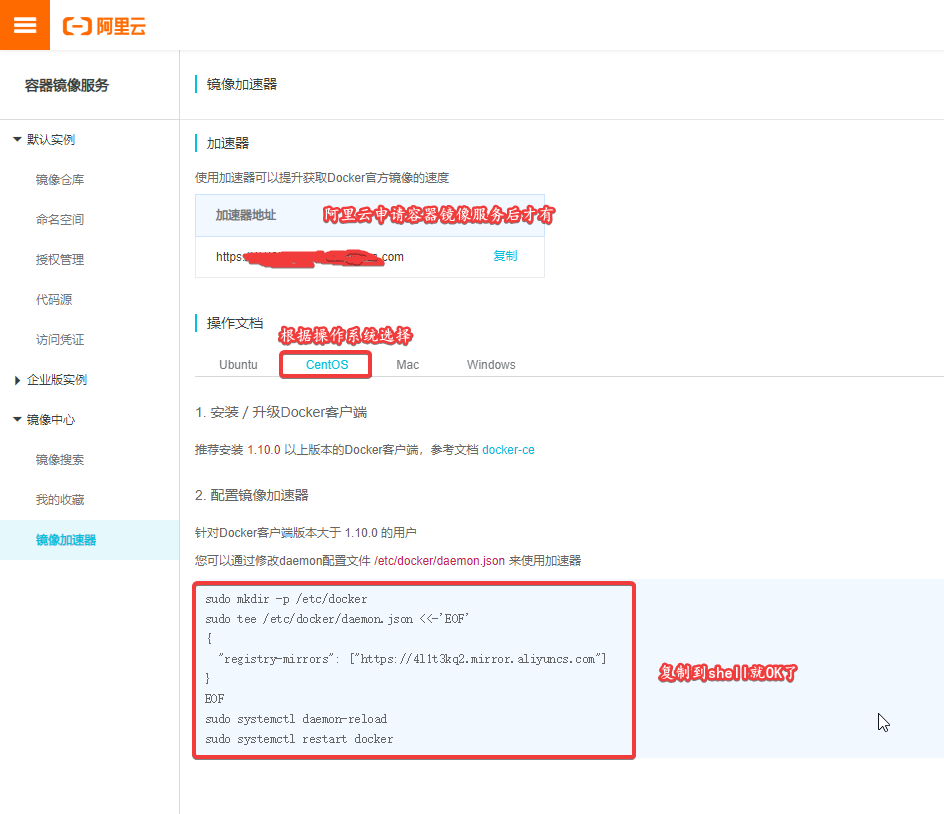 阿里云
容器镜像服务
镜像加速器
默认实例
镜像仓库
命名空间
授权管理
代码源
访问凭证
企业版实例
镜像中心
镜像搜索
我的收藏
镜像加速器
加速器
使用加速器可以提升获取Docker官方镜像的速度
加速器地址
阿里云申请容器镜像服务后才有
https: .com
复制
操作文档
根据操作系统选择
Ubuntu CentOS Mac Windows
1. 安装 / 升级Docker客户端
推荐安装 1.10.0 以上版本的Docker客户端，参考文档 docker-ce
2. 配置镜像加速器
针对Docker客户端版本大于 1.10.0 的用户
您可以通过修改daemon配置文件 /etc/docker/daemon.json 来使用加速器
sudo mkdir -p /etc/docker
sudo tee /etc/docker/daemon.json <<-'EOF'
{
"registry-mirrors": ["https://4l1t3kq2.mirror.aliyuncs.com"]
}
EOF
sudo systemctl daemon-reload
sudo systemctl restart docker
复制到shell就OK了